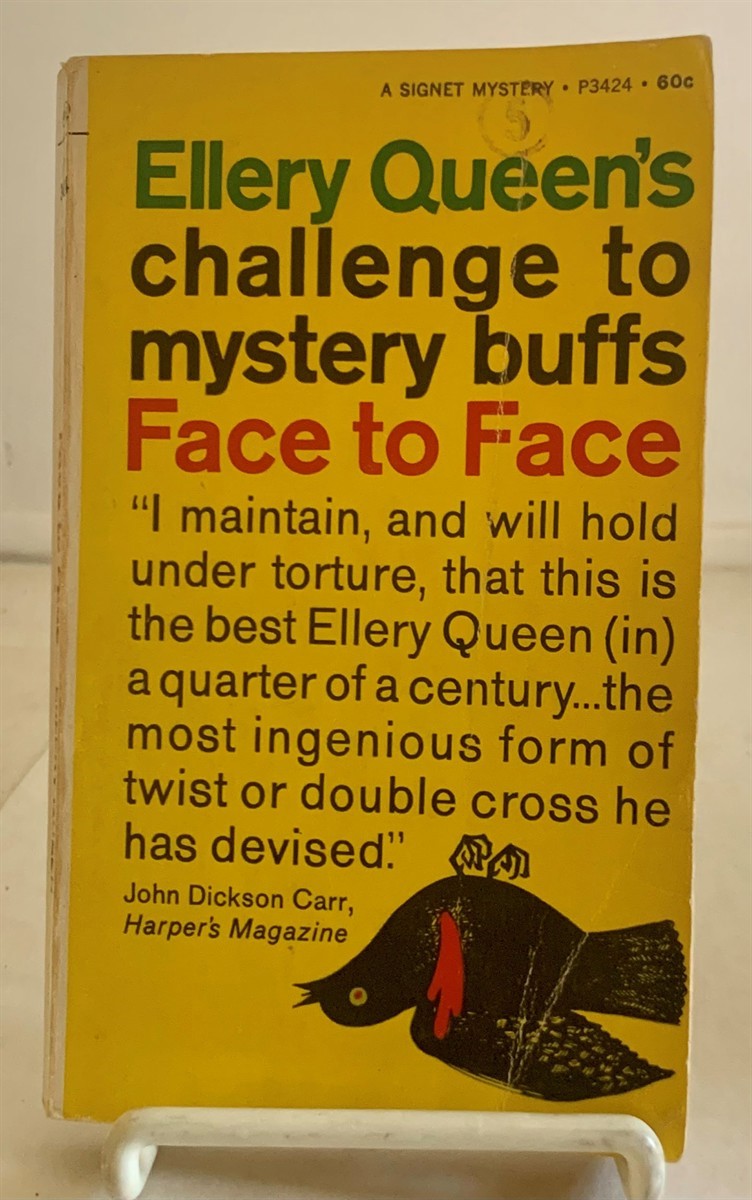 A SIGNET MYSTERY • P3424 • 60c
5
Ellery Queen's
challenge to
mystery buffs
Face to Face
“I maintain, and will hold
under torture, that this is
the best Ellery Queen (in)
a quarter of a century...the
most ingenious form of
twist or double cross he
has devised.”
John Dickson Carr,
Harper's Magazine